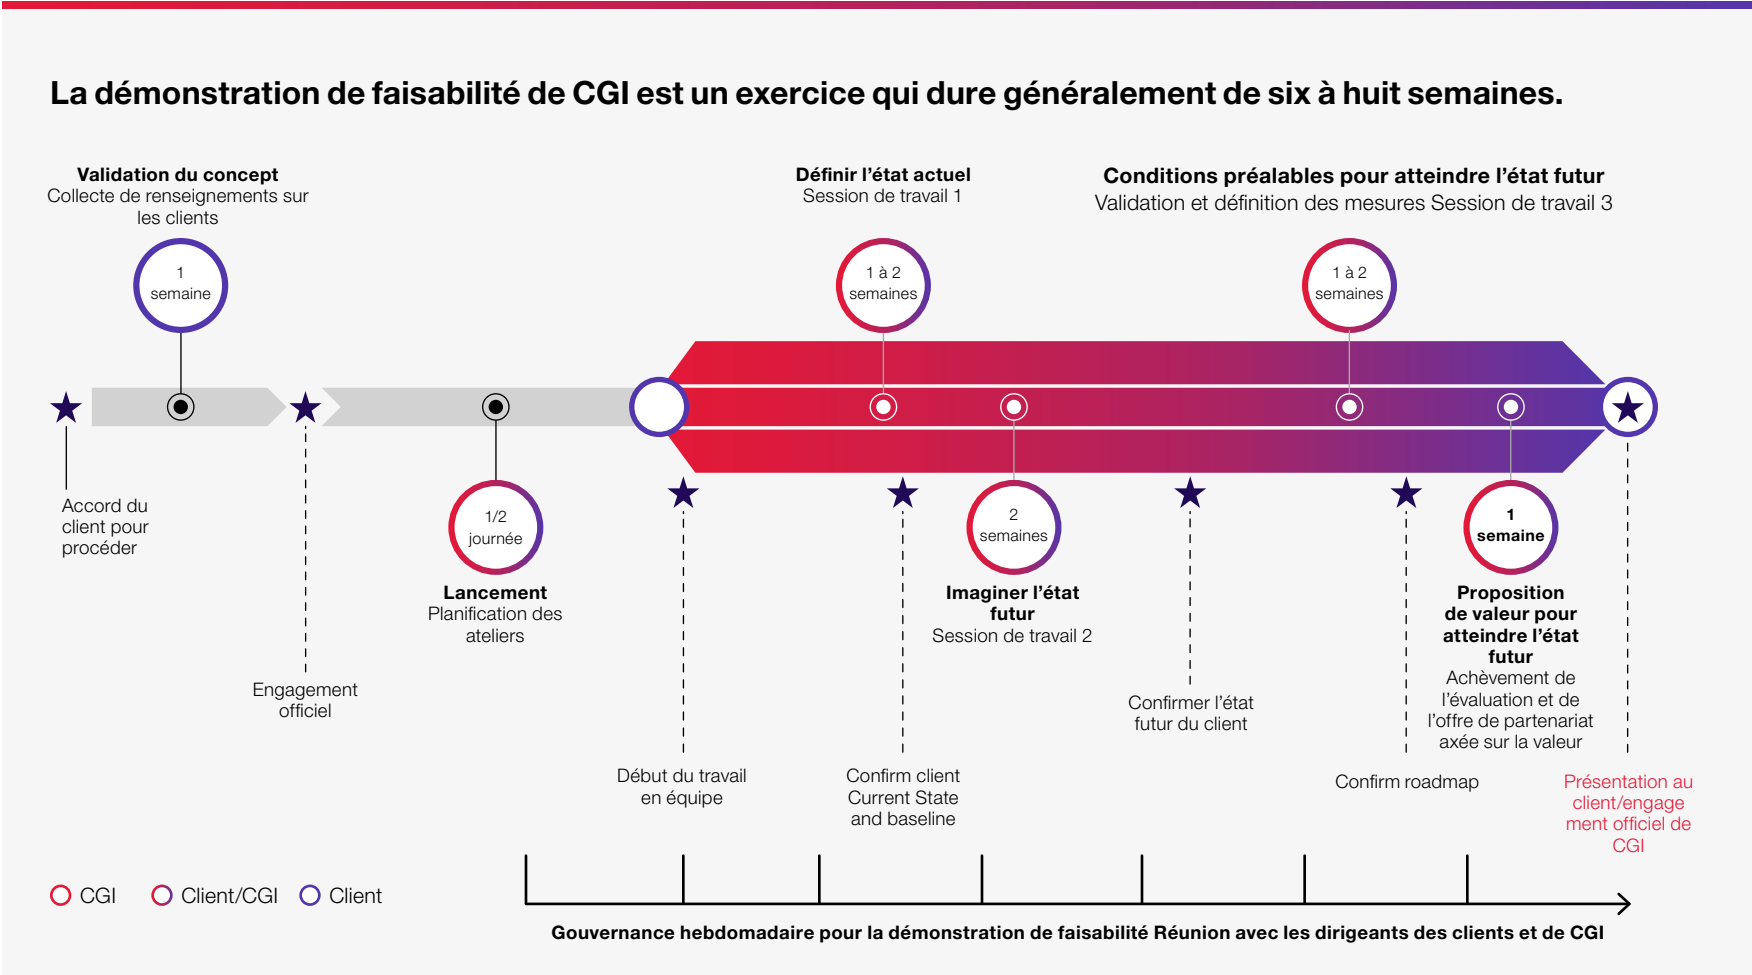 La démonstration de faisabilité de CGI est un exercice qui dure généralement de six à huit semaines.
Validation du concept
Collecte de renseignements sur
les clients
1
semaine
Définir l’état actuel
Session de travail 1
1 à 2
semaines
Conditions préalables pour atteindre l’état futur
Validation et définition des mesures Session de travail 3
1 à 2
semaines
Accord du
client pour
procéder
Engagement
officiel
1/2
journée
Lancement
Planification des
ateliers
Début du travail
en équipe
Confirm client
Current State
and baseline
2
semaines
Imaginer l’état
futur
Session de travail 2
Confirmer l’état
futur du client
Confirm roadmap
1
semaine
Proposition
de valeur pour
atteindre l’état
futur
Achèvement de
l’évaluation et de
l’offre de partenariat
axée sur la valeur
Présentation au
client/engage
ment officiel de
CGI
CGI
Client/CGI
Client
Gouvernance hebdomadaire pour la démonstration de faisabilité Réunion avec les dirigeants des clients et de CGI